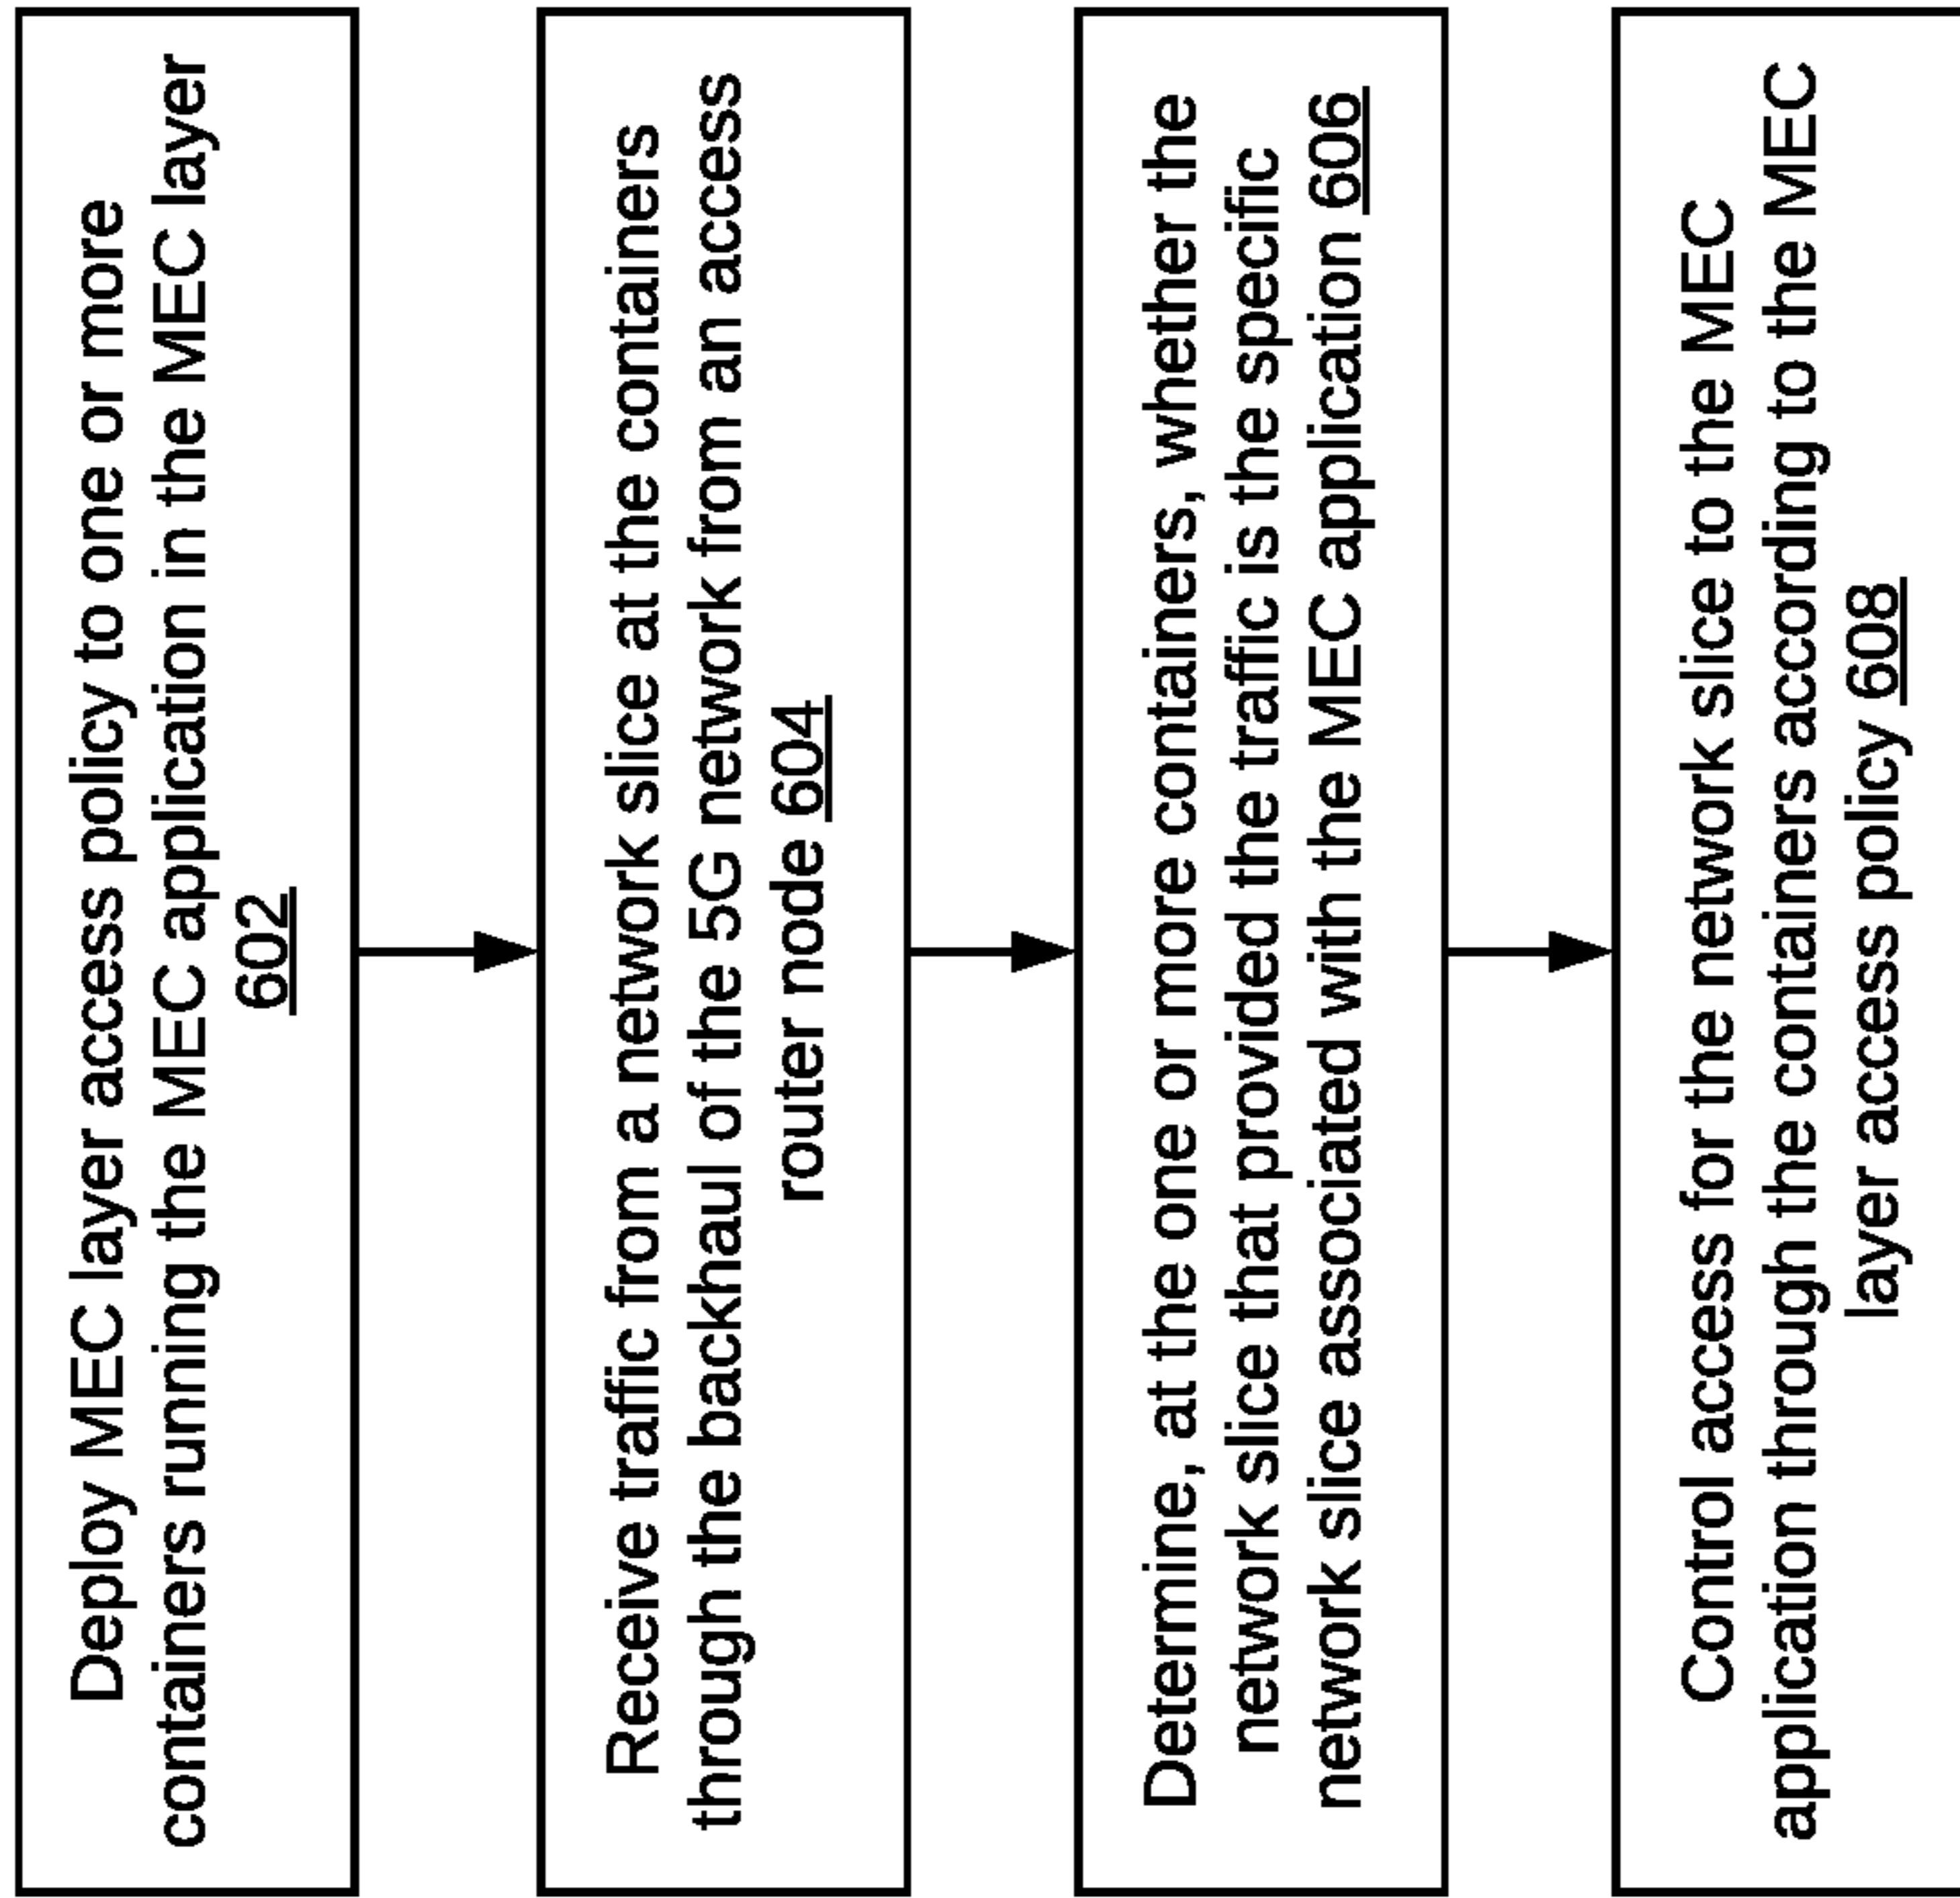 Deploy MEC layer access policy to one or more
containers running the MEC application in the MEC layer
602
Receive traffic from a network slice at the containers
through the backhaul of the 5G network from an access
router node 604
Determine, at the one or more containers, whether the
network slice that provided the traffic is the specific
network slice associated with the MEC application 606
Control access for the network slice to the MEC
application through the containers according to the MEC
layer access policy 608